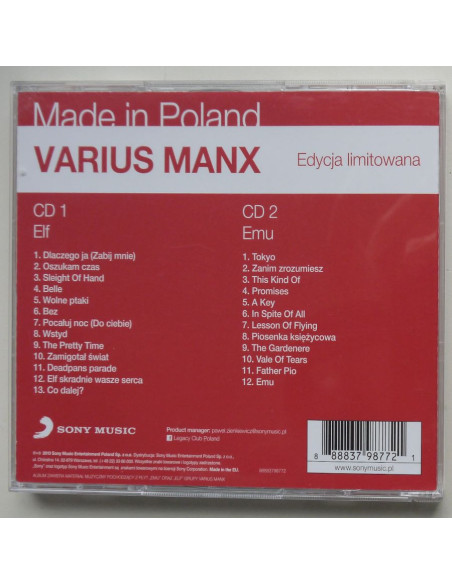 Made in Poland
VARIUS MANX
Edycja limitowana
CD 1
Elf
1. Dlaczego ja (Zabij mnie)
2. Oszukam czas
3. Sleight Of Hand
4. Belle
5. Wolne ptaki
6. Bez
7. Pocałuj noc (Do ciebie)
8. Wstyd
9. The Pretty Time
10. Zamigotał świat
11. Deadpans parade
12. Elf skradnie wasze serca
13. Co dalej?
CD 2
Emu
1. Tokyo
2. Zanim zrozumiesz
3. This Kind Of
4. Promises
5. A Key
6. In Spite Of All
7. Lesson Of Flying
8. Piosenka księżycowa
9. The Gardenere
10. Vale Of Tears
11. Father Pio
12. Emu
SONY MUSIC
Product manager:
Legacy Club Poland
8 88837 98772 1
www.sonymusic.pl
88883798772
Made in the EU.